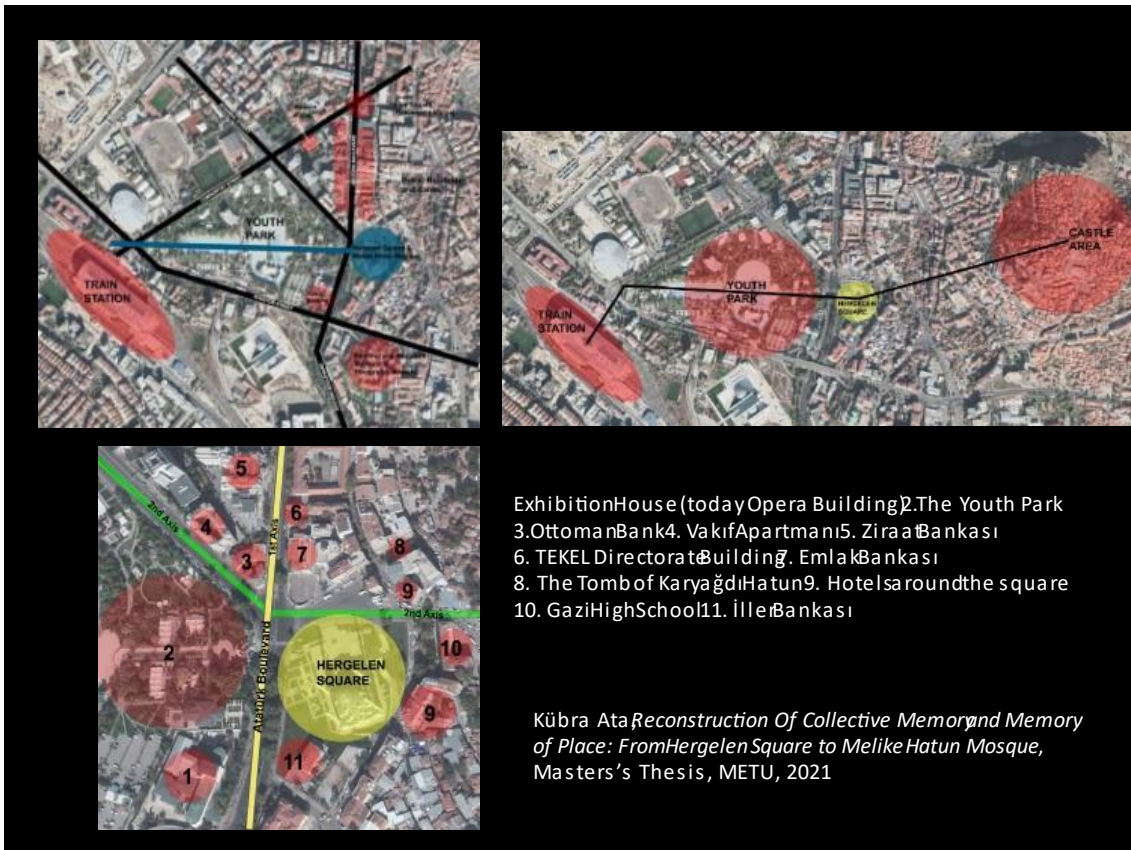 YOUTH
PARK
TRAIN
STATION
CASTLE
AREA
YOUTH
PARK
HERGELEN
SQUARE
TRAIN
STATION
5
2nd Axis
1st Axis
6
4
7
8
3
9
2nd Axis
2
10
HERGELEN
SQUARE
Atatürk Boulevard
9
11
1
ExhibitionHouse (today Opera Building)2.The Youth Park
3.OttomanBank4. VakıfApartmanı5. ZiraatBankası
6. TEKEL DirectorateBuilding7. EmlakBankası
8. The Tombof KaryağdıHatun9. Hotelsaroundthe square
10. GaziHighSchool11. İllerBankası
Kübra Ata,Reconstruction Of Collective Memoryand Memory
of Place: FromHergelen Square to Melike Hatun Mosque,
Masters's Thesis, METU, 2021